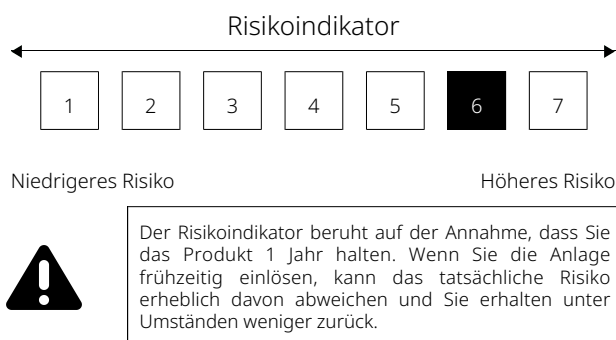 Risikoindikator
1 2 3 4 5 6 7
Niedrigeres Risiko Höheres Risiko
Der Risikoindikator beruht auf der Annahme, dass Sie
das Produkt 1 Jahr halten. Wenn Sie die Anlage
frühzeitig einlösen, kann das tatsächliche Risiko
erheblich davon abweichen und Sie erhalten unter
Umständen weniger zurück.